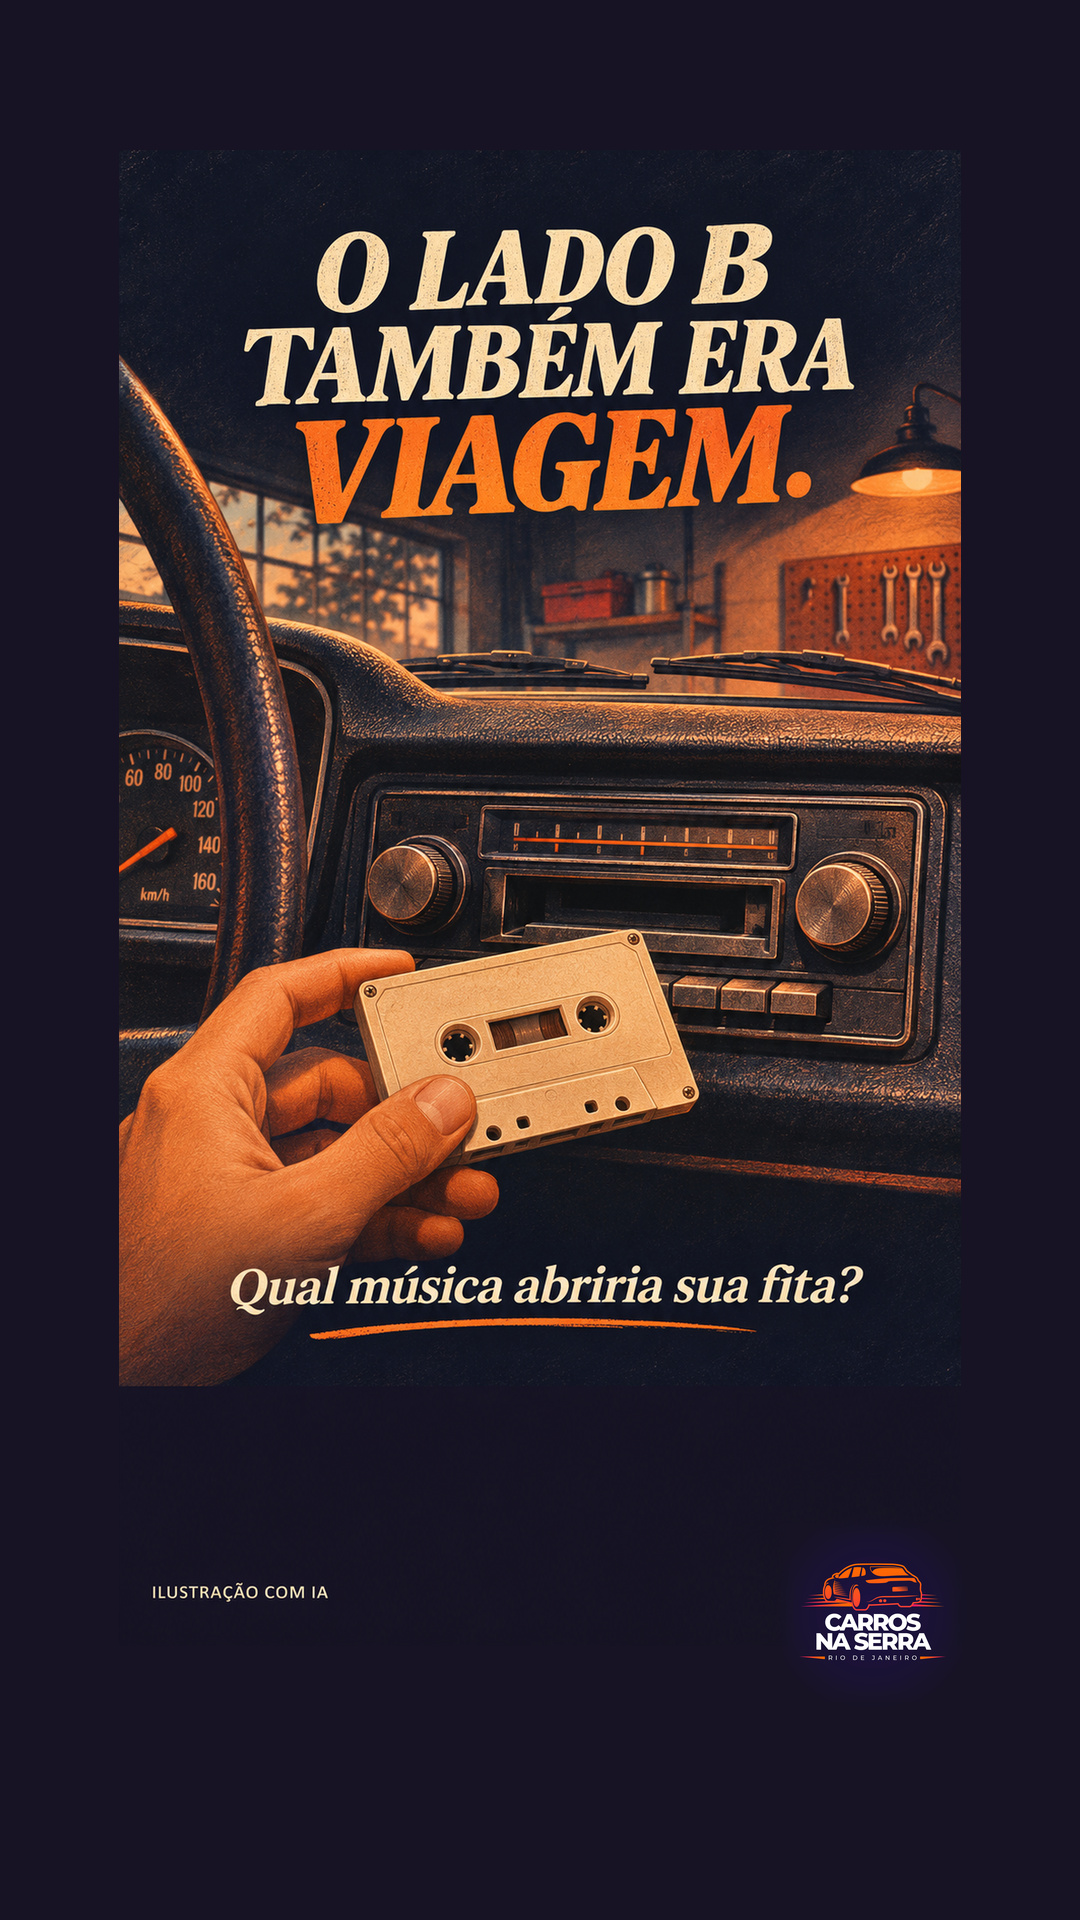 O LADO B
TAMBÉM ERA
VIAGEM.
60 80 100
120
140
160
km/h
Qual música abriria sua fita?
ILUSTRAÇÃO COM IA
CARROS
NA SERRA
RIO DE JANEIRO